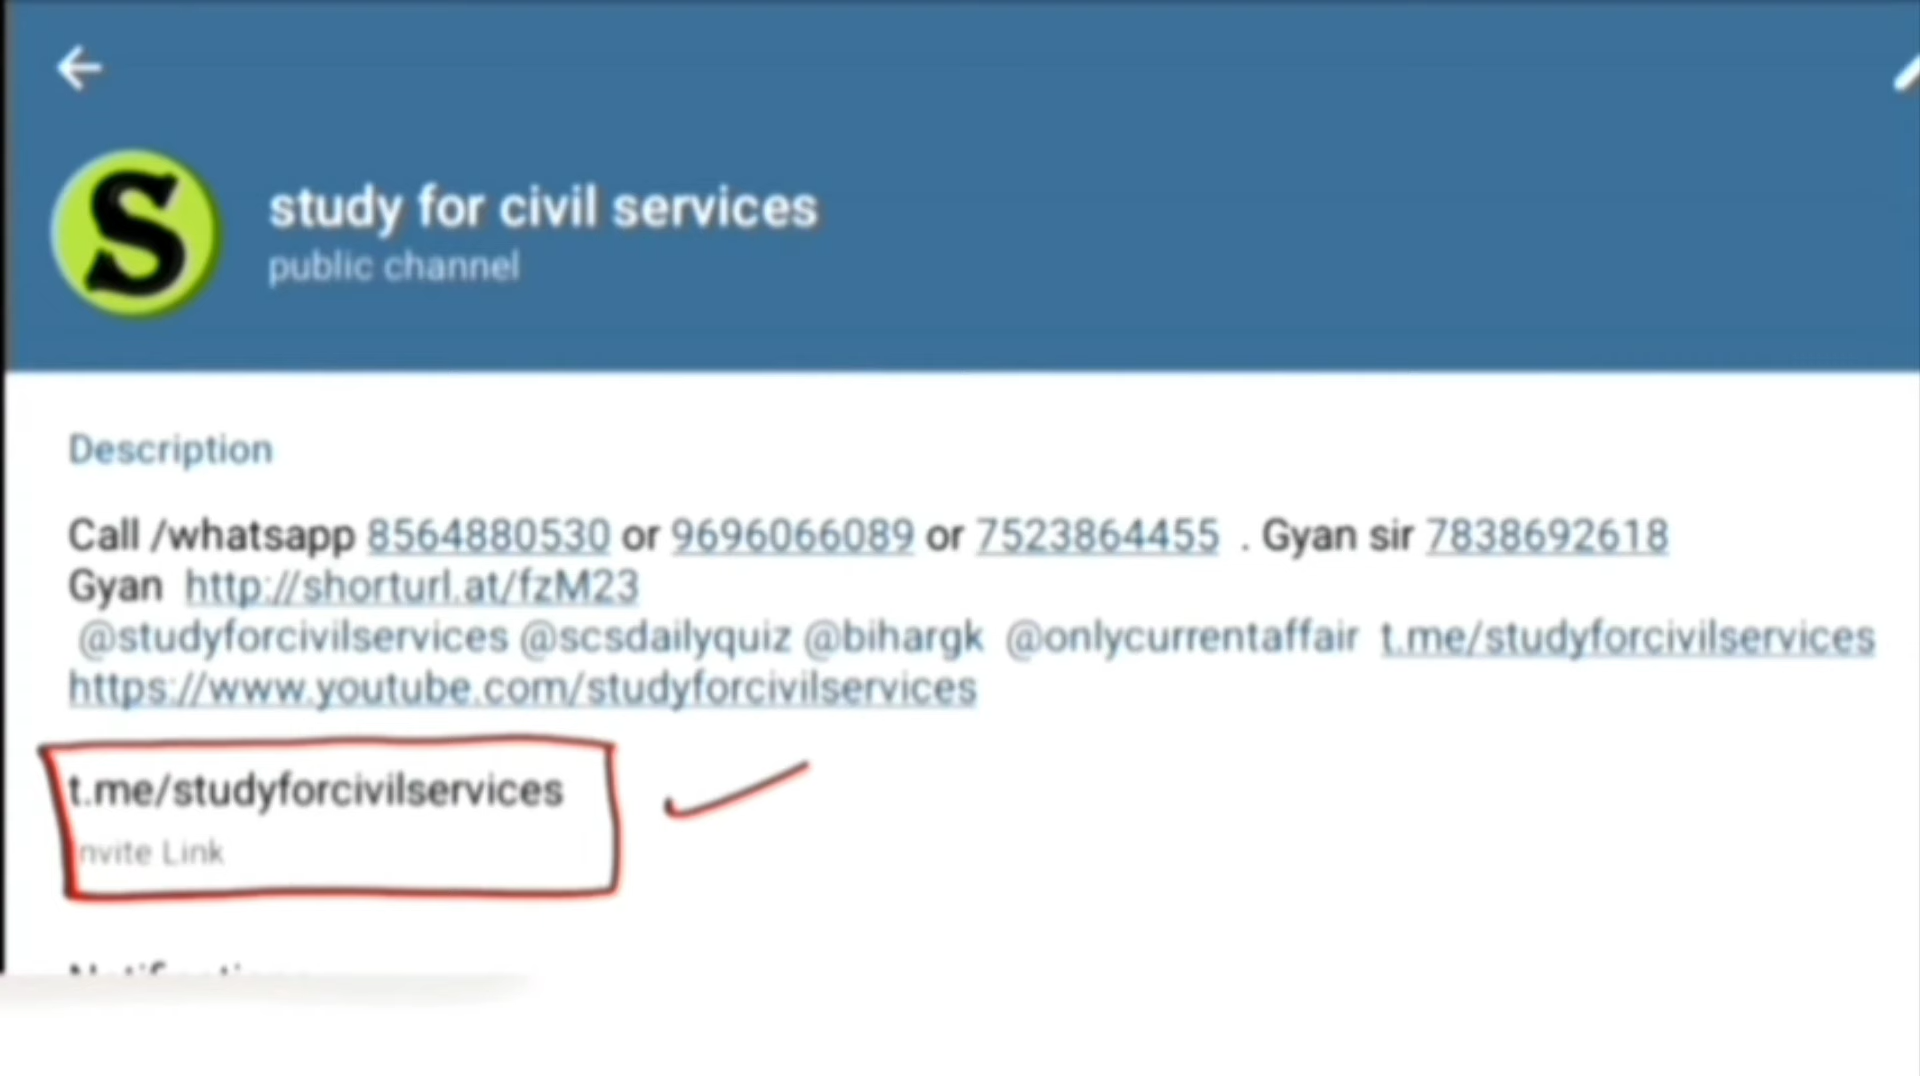 S
study for civil services
public channel
Description
Call /whatsapp 8564880530 or 9696066089 or 7523864455 . Gyan sir 7838692618
Gyan http://shorturl.at/fzM23
@studyforcivilservices @scsdailyquiz @bihargk @onlycurrentaffair t.me/studyforcivilservices
https://www.youtube.com/studyforcivilservices
t.me/studyforcivilservices
nvite Link